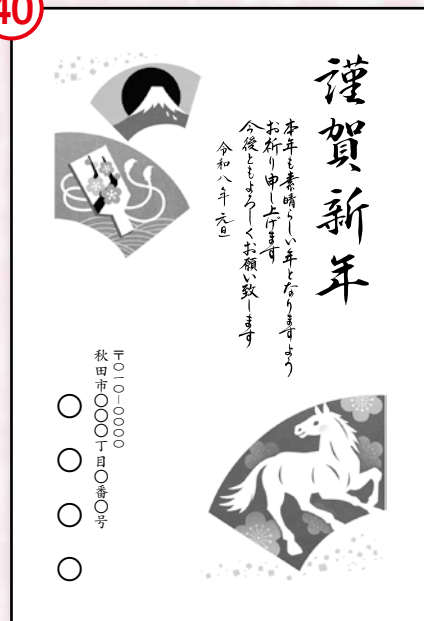 40
謹賀新年
本年も素晴らしい年となりますよう
お祈り申し上げます
今後ともよろしくお願い致します
令和八年 元旦
〒〇一〇-〇〇〇〇
秋田市〇〇〇丁目〇番〇号
〇〇〇〇